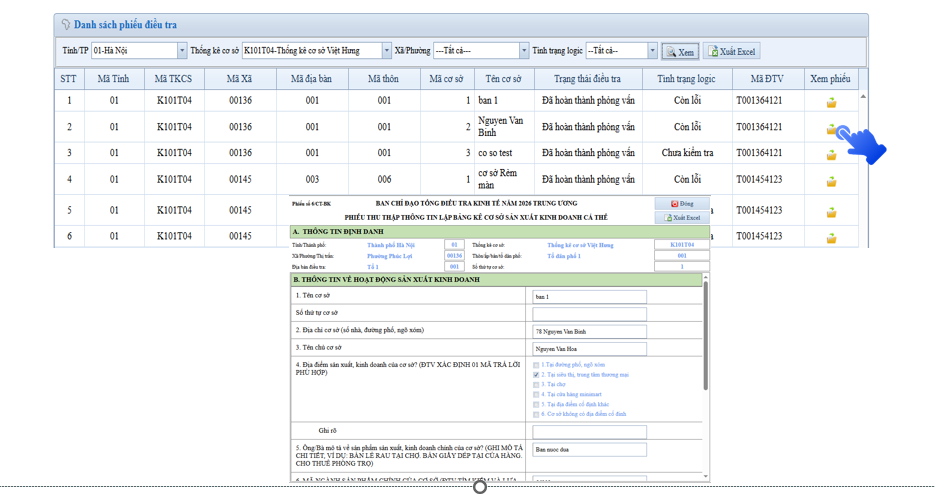 Danh sách phiếu điều tra
Tỉnh/TP 01-Hà Nội Thống kê cơ sở K101T04-Thống kê cơ sở Việt Hưng Xã/Phường ---Tất cả--- Tình trạng logic --Tất cả-- Xem Xuất Excel
STT Mã Tỉnh Mã TKCS Mã Xã Mã địa bàn Mã thôn Mã cơ sở Tên cơ sở Trạng thái điều tra Tình trạng logic Mã ĐTV Xem phiếu
1 01 K101T04 00136 001 001 1 ban 1 Đã hoàn thành phỏng vấn Còn lỗi T001364121
2 01 K101T04 00136 001 001 2 Nguyen Van Binh Đã hoàn thành phỏng vấn Còn lỗi T001364121
3 01 K101T04 00136 001 001 3 co so test Đã hoàn thành phỏng vấn Chưa kiểm tra T001364121
4 01 K101T04 00145 003 006 1 cơ sở Rèm màn Đã hoàn thành phỏng vấn Còn lỗi T001454123
5 01 K101T04 00145 T001454123
6 01 K101T04 00145 T001454123
Phiếu số 6/CT-BK BAN CHỈ ĐẠO TỔNG ĐIỀU TRA KINH TẾ NĂM 2026 TRUNG ƯƠNG Đóng
PHIẾU THU THẬP THÔNG TIN LẬP BẢNG KÊ CƠ SỞ SẢN XUẤT KINH DOANH CÁ THỂ Xuất Excel
A. THÔNG TIN ĐỊNH DANH
Tỉnh/Thành phố: Thành phố Hà Nội 01 Thống kê cơ sở: Thống kê cơ sở Việt Hưng K101T04
Xã/Phường/Thị trấn: Phường Phúc Lợi 00136 Thôn/ấp/bản/tổ dân phố: Tổ dân phố 1 001
Địa bàn điều tra: Tổ 1 001 Số thứ tự cơ sở: 1
B. THÔNG TIN VỀ HOẠT ĐỘNG SẢN XUẤT KINH DOANH
1. Tên cơ sở ban 1
Số thứ tự cơ sở
2. Địa chỉ cơ sở (số nhà, đường phố, ngõ xóm) 78 Nguyen Van Binh
3. Tên chủ cơ sở Nguyen Van Hoa
4. Địa điểm sản xuất, kinh doanh của cơ sở? (ĐTV XÁC ĐỊNH 01 MÃ TRẢ LỜI PHÙ HỢP)
1.Tại đường phố, ngõ xóm
2. Tại siêu thị, trung tâm thương mại
3. Tại chợ
4. Tại cửa hàng minimart
5. Tại địa điểm cố định khác
6. Cơ sở không có địa điểm cố định
Ghi rõ
5. Ông/Bà mô tả về sản phẩm sản xuất, kinh doanh chính của cơ sở? (GHI MÔ TẢ CHI TIẾT, VÍ DỤ: BÁN LẺ RAU TẠI CHỢ. BÁN GIÀY DÉP TẠI CỬA HÀNG. CHO THUÊ PHÒNG TRỌ) Ban nuoc dua
6. MÃ NGÀNH SẢN PHẨM CHÍNH CỦA CƠ SỞ (ĐTV TÌM KIẾM VÀ LỰA